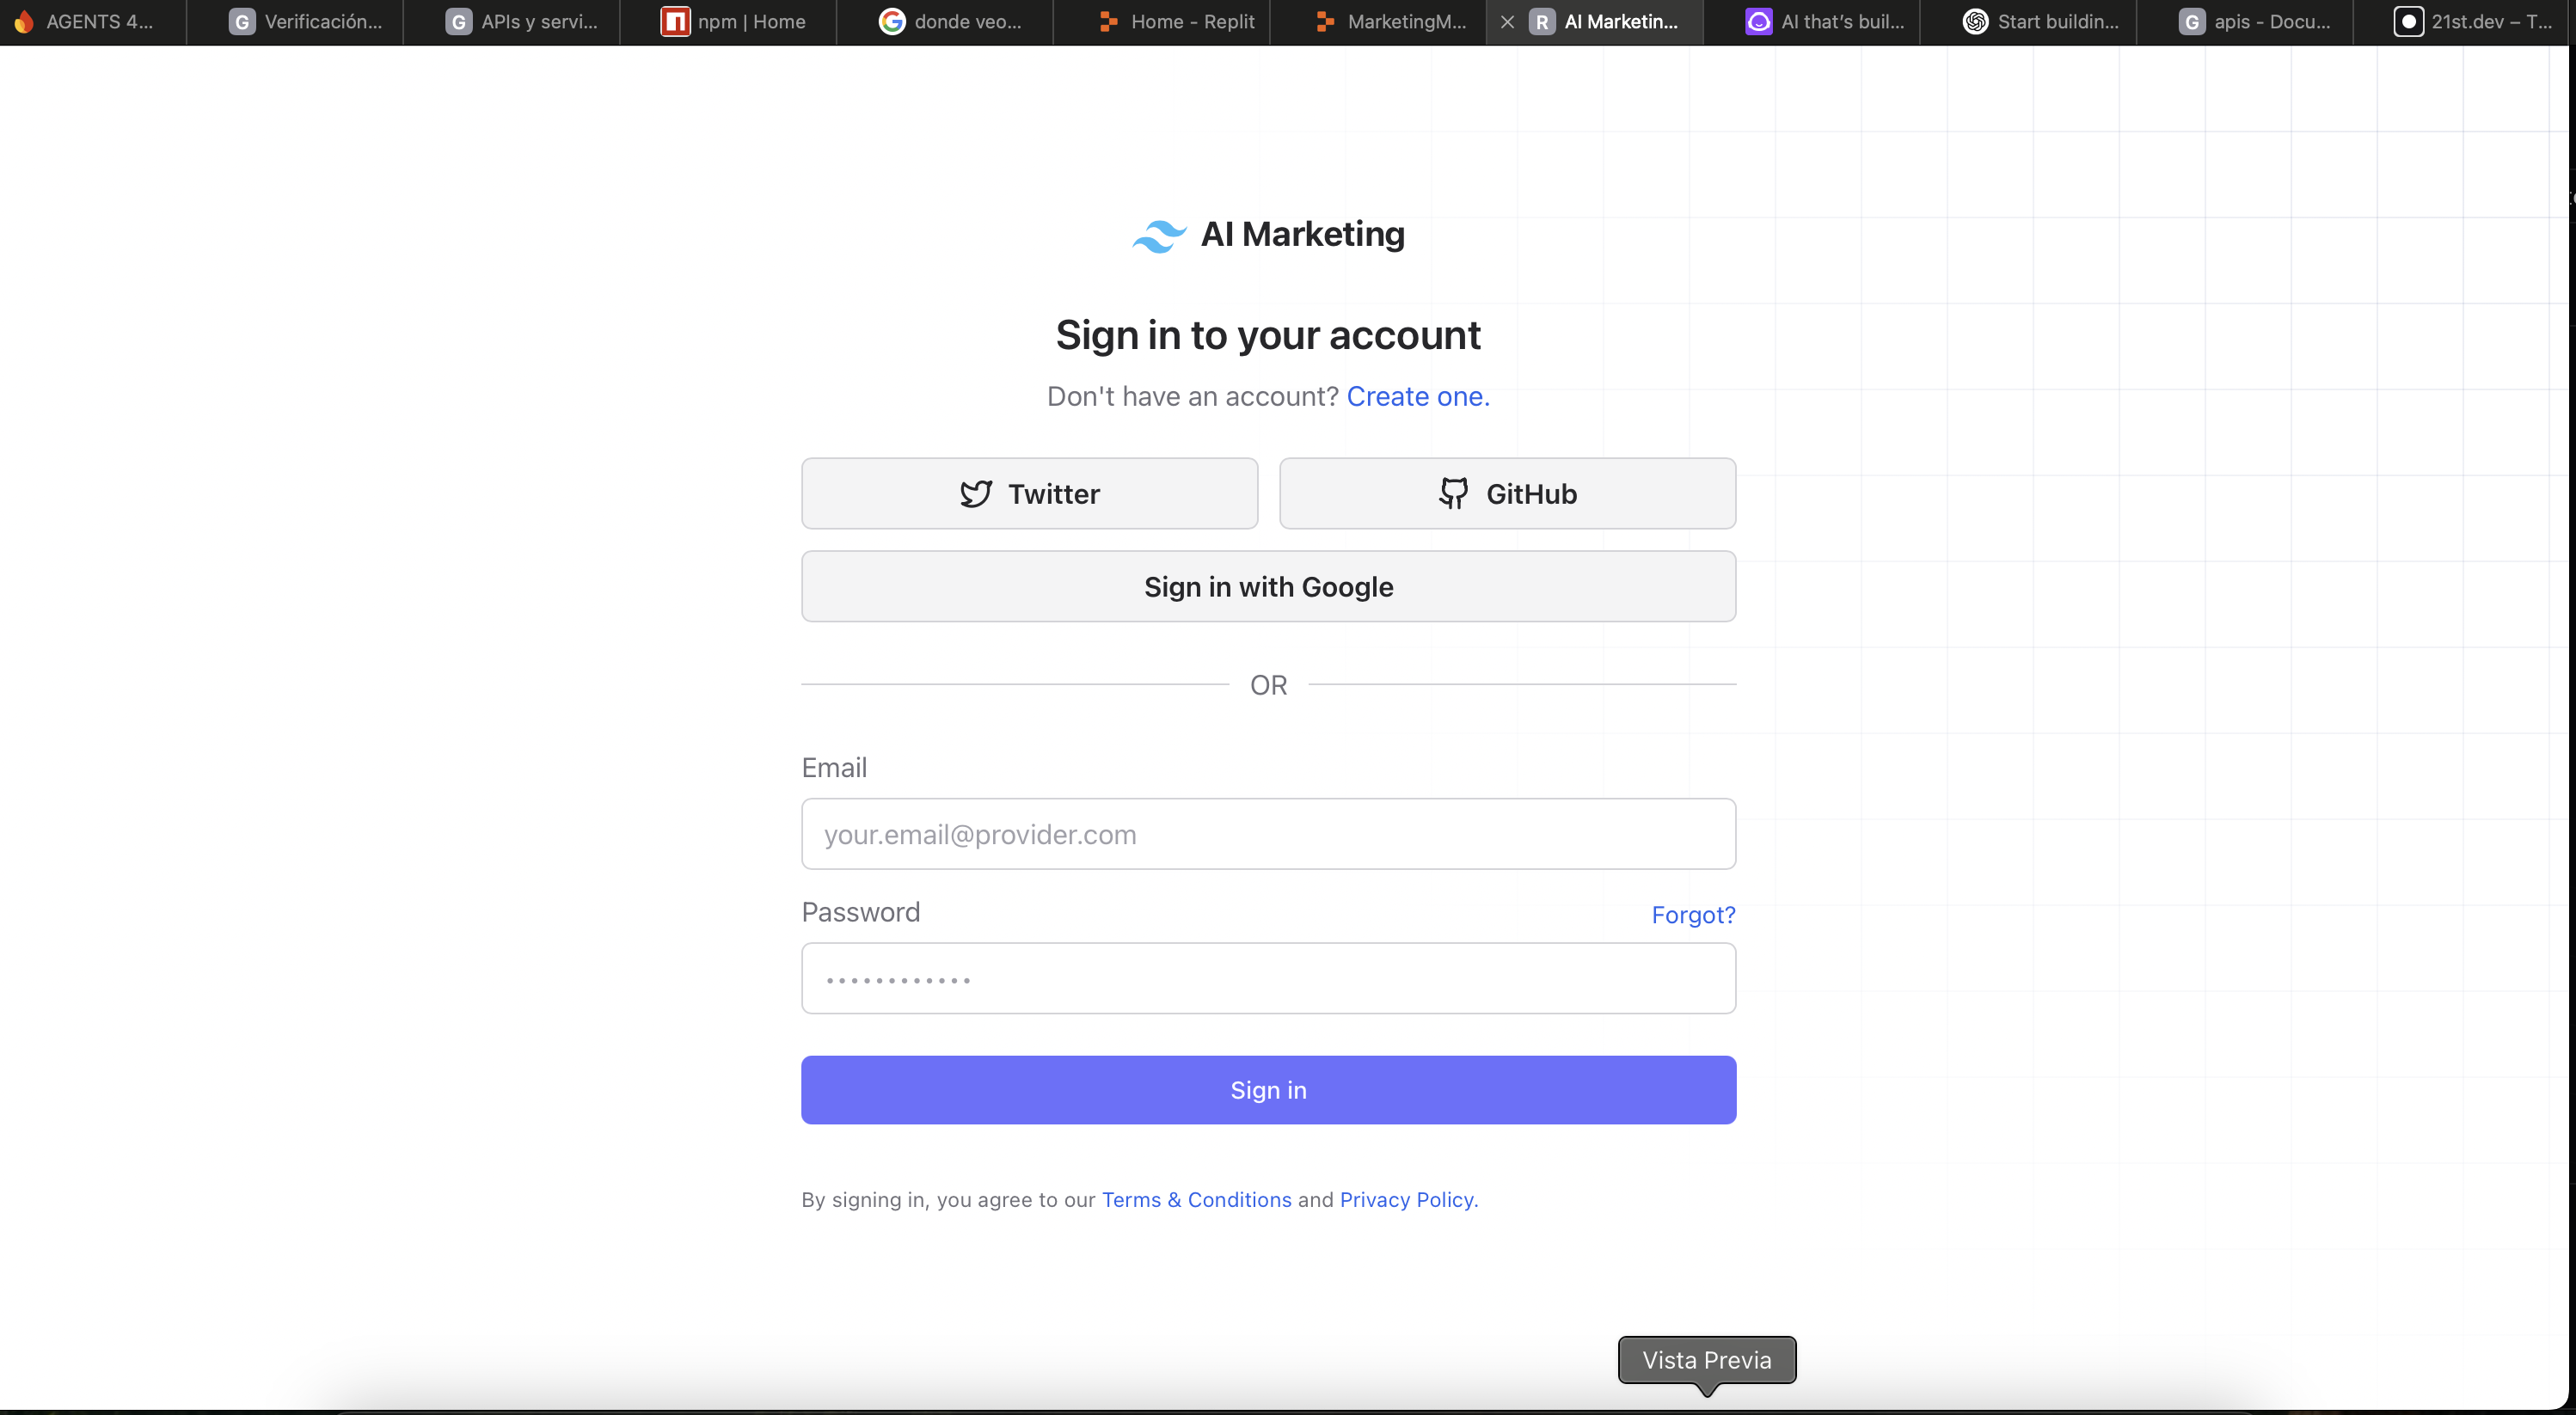 AGENTS 4...
Verificación...
APIs y servi...
npm | Home
donde veo...
Home - Replit
MarketingM...
AI Marketin...
AI that's buil...
Start buildin...
apis - Docu...
21st.dev – T...
AI Marketing
Sign in to your account
Don't have an account? Create one.
Twitter
GitHub
Sign in with Google
OR
Email
your.email@provider.com
Password
Forgot?
••••••••••••
Sign in
By signing in, you agree to our Terms & Conditions and Privacy Policy.
Vista Previa